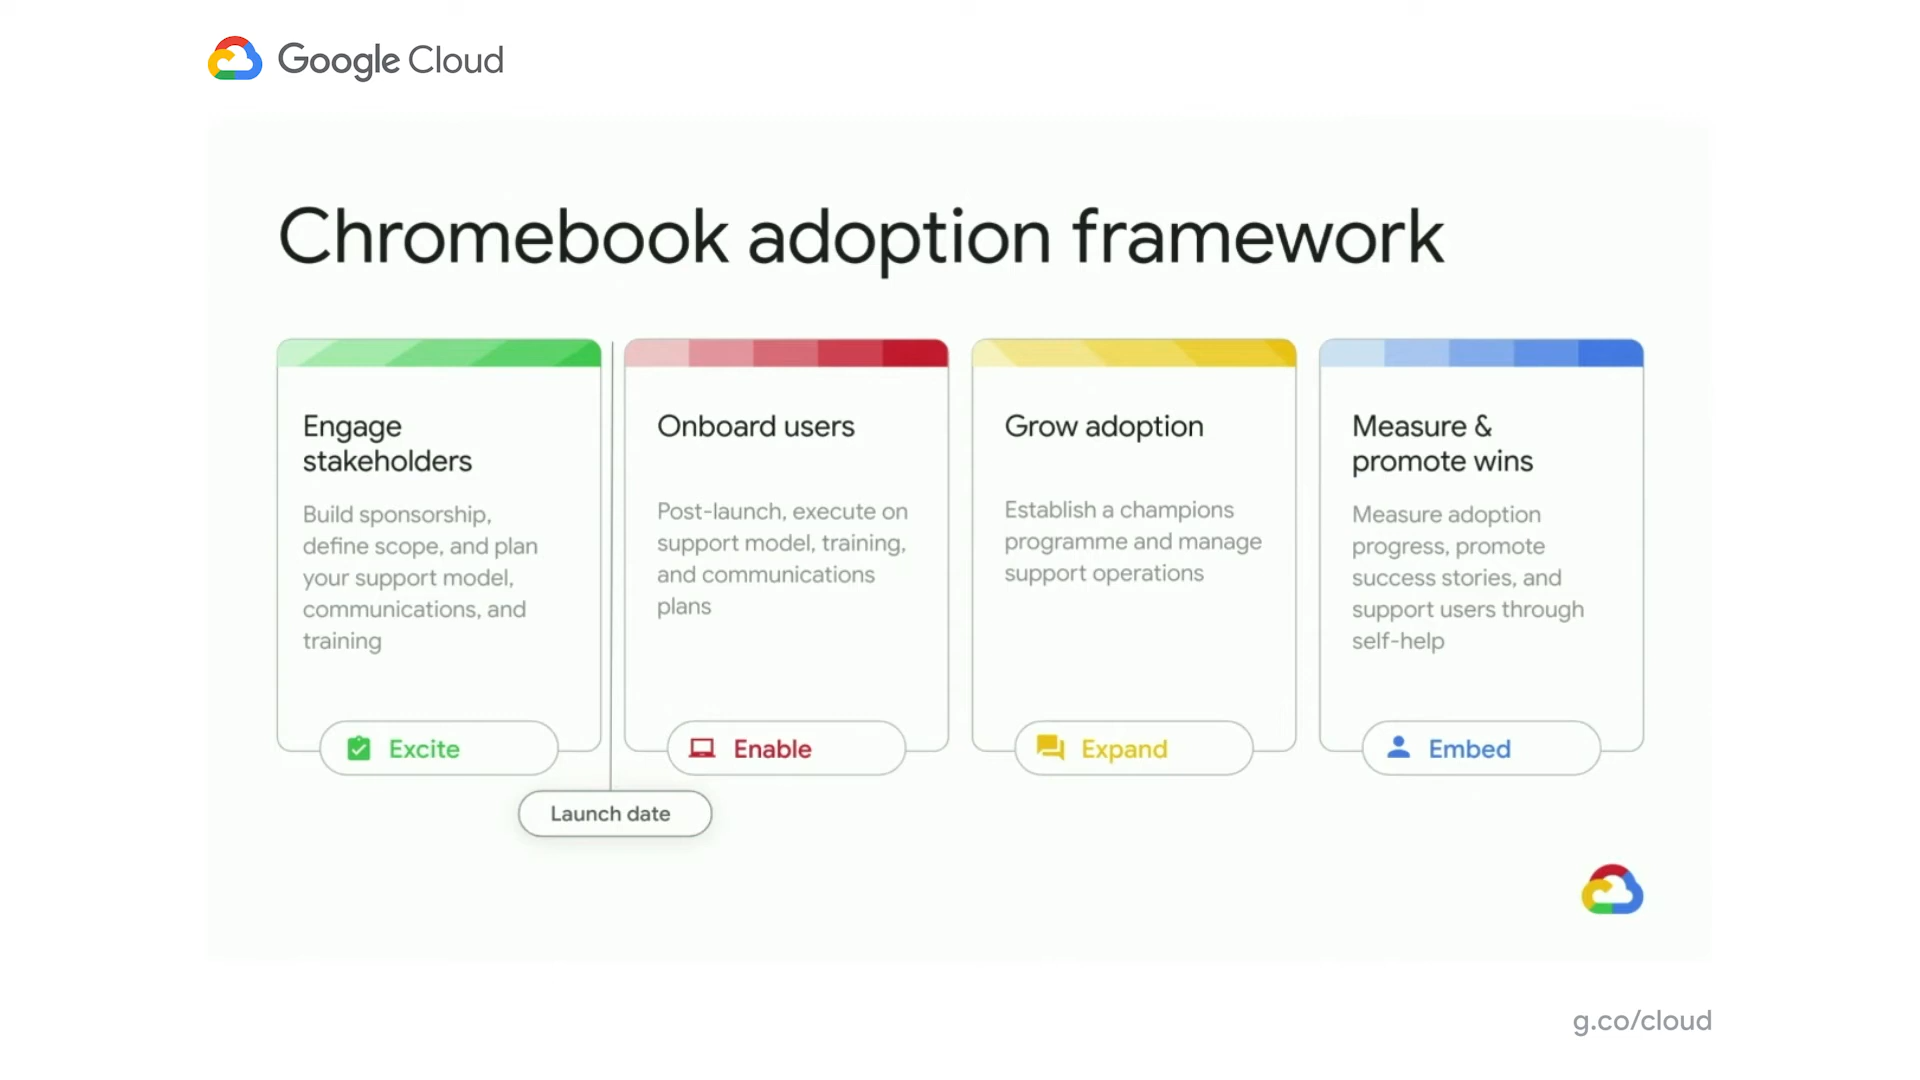 Google Cloud
Chromebook adoption framework
Engage
stakeholders
Build sponsorship,
define scope, and plan
your support model,
communications, and
training
Excite
Onboard users
Post-launch, execute on
support model, training,
and communications
plans
Enable
Grow adoption
Establish a champions
programme and manage
support operations
Expand
Measure &
promote wins
Measure adoption
progress, promote
success stories, and
support users through
self-help
Embed
Launch date
g.co/cloud